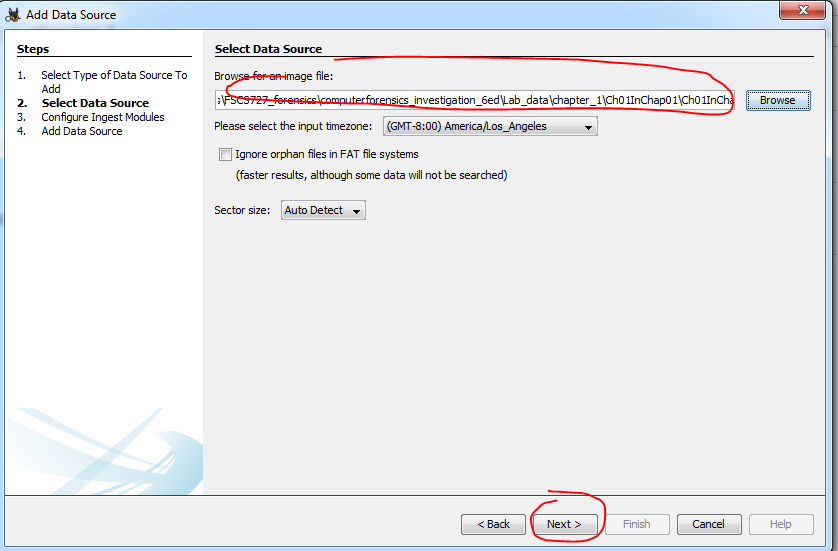 Add Data Source
Steps
1. Select Type of Data Source To
Add
2. Select Data Source
3. Configure Ingest Modules
4. Add Data Source
Select Data Source
Browse for an image file:
s\FSCS727_forensics\computerforensics_investigation_6ed\Lab_data\chapter_1\Ch01InChap01\Ch01InCha
Browse
Please select the input timezone: (GMT-8:00) America/Los_Angeles
Ignore orphan files in FAT file systems
(faster results, although some data will not be searched)
Sector size: Auto Detect
< Back Next > Finish Cancel Help